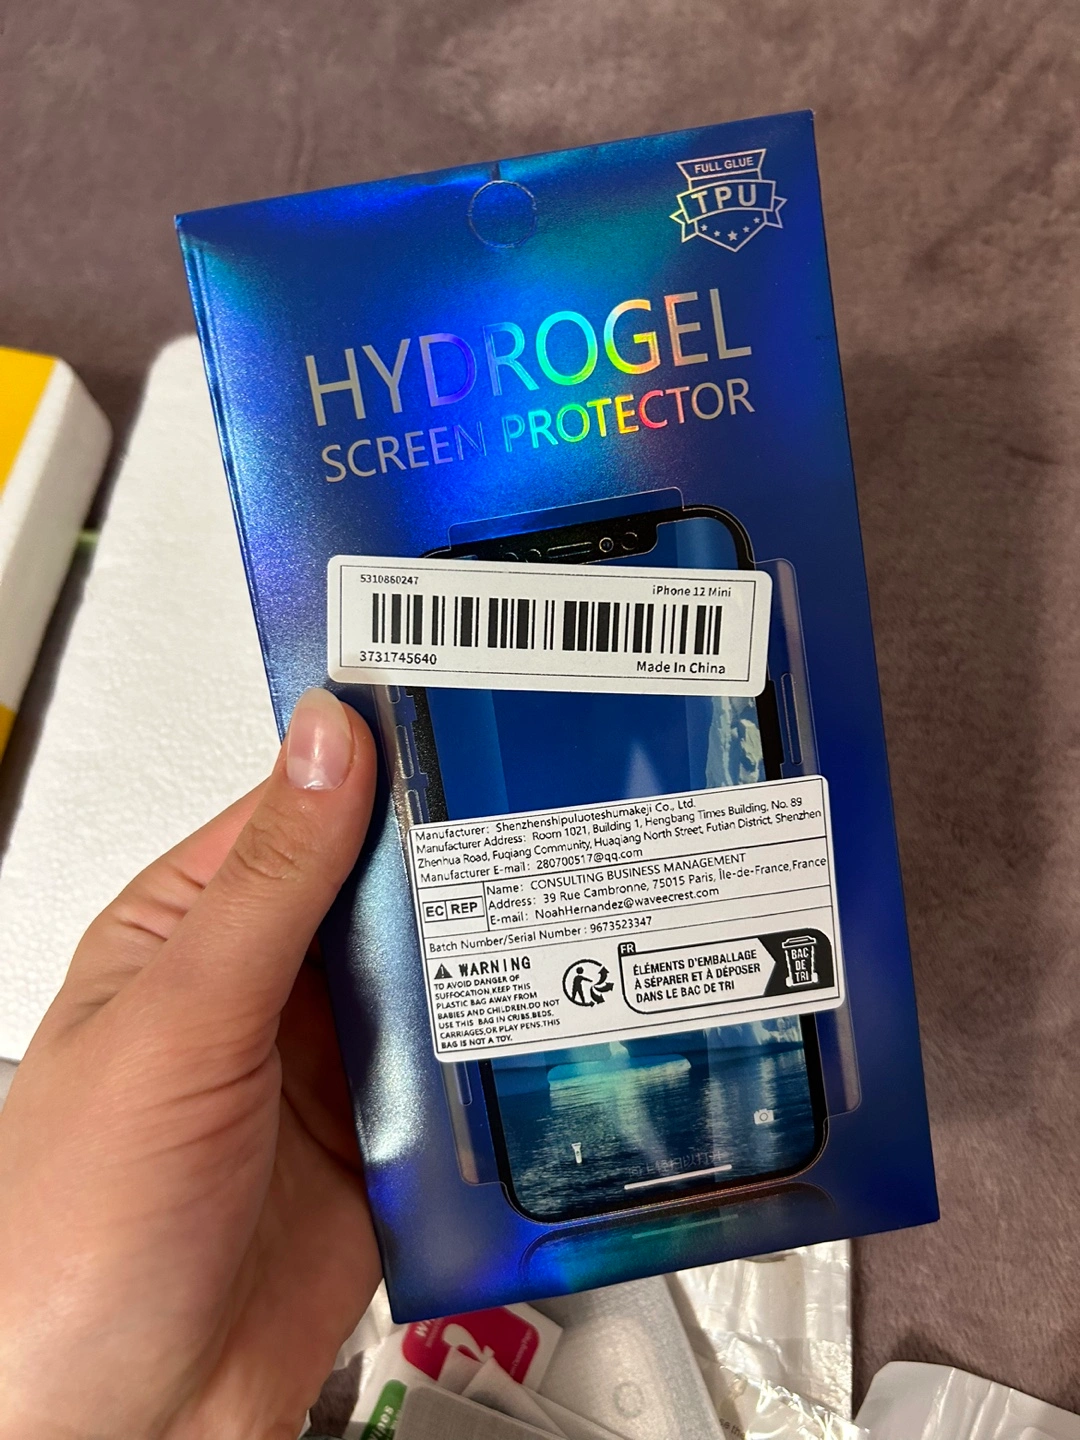 FULL GLUE
TPU
HYDROGEL
SCREEN PROTECTOR
5310860247
iPhone 12 Mini
3731745640
Made In China
Manufacturer: Shenzhenshipuluoteshumakeji Co., Ltd.
Manufacturer Address: Room 1021, Building 1, Hengbang Times Building, No. 89
Zhenhua Road, Fuqiang Community, Huaqiang North Street, Futian District, Shenzhen
Manufacturer E-mail: 280700517@qq.com
EC REP
Name: CONSULTING BUSINESS MANAGEMENT
Address: 39 Rue Cambronne, 75015 Paris, Île-de-France,France
E-mail: NoahHernandez@waveecrest.com
Batch Number/Serial Number : 9673523347
WARNING
TO AVOID DANGER OF
SUFFOCATION,KEEP THIS
PLASTIC BAG AWAY FROM
BABIES AND CHILDREN.DO NOT
USE THIS BAG IN CRIBS.BEDS.
CARRIAGES,OR PLAY PENS.THIS
BAG IS NOT A TOY.
FR
ÉLÉMENTS D'EMBALLAGE
À SÉPARER ET À DÉPOSER
DANS LE BAC DE TRI
BAC
DE
TRI